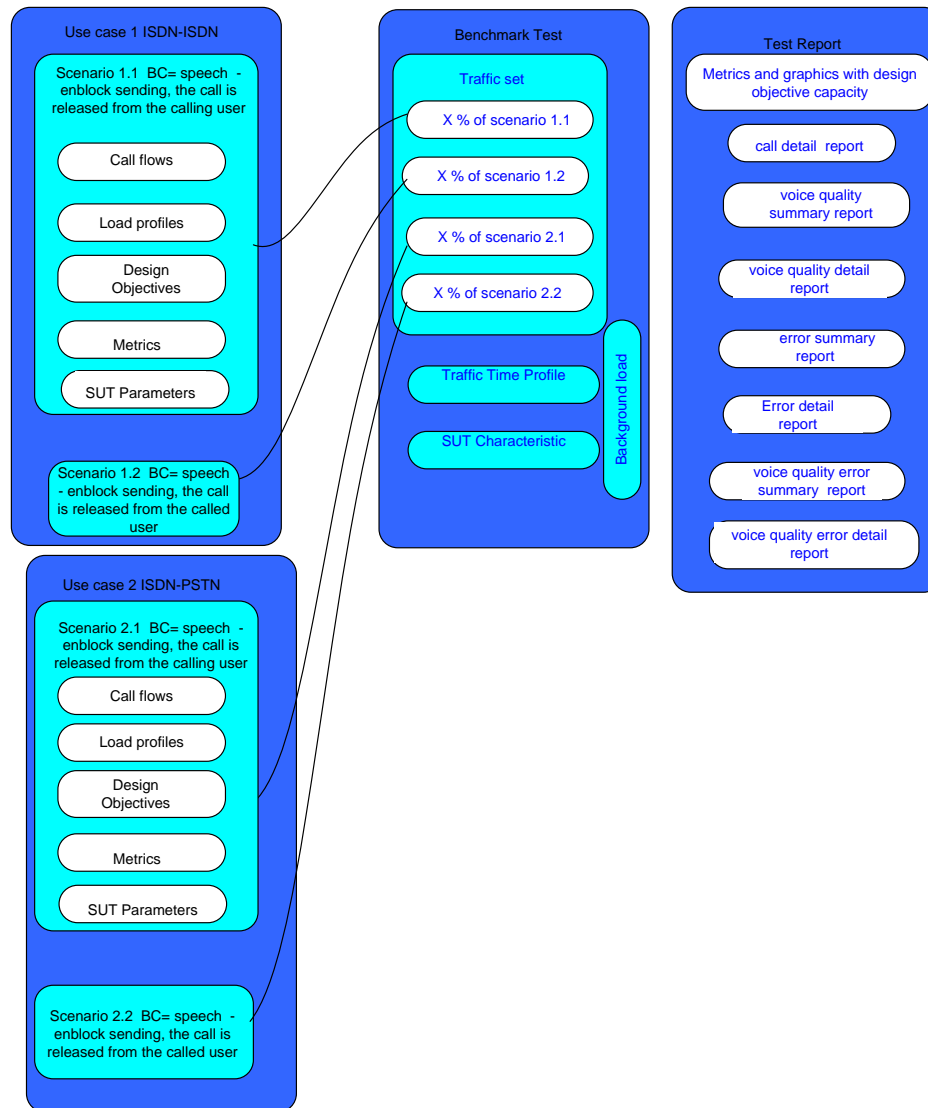 Use case 1 ISDN-ISDN
Scenario 1.1 BC= speech -
enblock sending, the call is
released from the calling user
Call flows
Load profiles
Design
Objectives
Metrics
SUT Parameters
Scenario 1.2 BC= speech
- enblock sending, the call
is released from the called
user
Use case 2 ISDN-PSTN
Scenario 2.1 BC= speech -
enblock sending, the call is
released from the calling user
Call flows
Load profiles
Design
Objectives
Metrics
SUT Parameters
Scenario 2.2 BC= speech -
enblock sending, the call is
released from the called user
Benchmark Test
Traffic set
X % of scenario 1.1
X % of scenario 1.2
X % of scenario 2.1
X % of scenario 2.2
Traffic Time Profile
SUT Characteristic
Background load
Test Report
Metrics and graphics with design
objective capacity
call detail report
voice quality
summary report
voice quality detail
report
error summary
report
Error detail
report
voice quality error
summary report
voice quality error detail
report